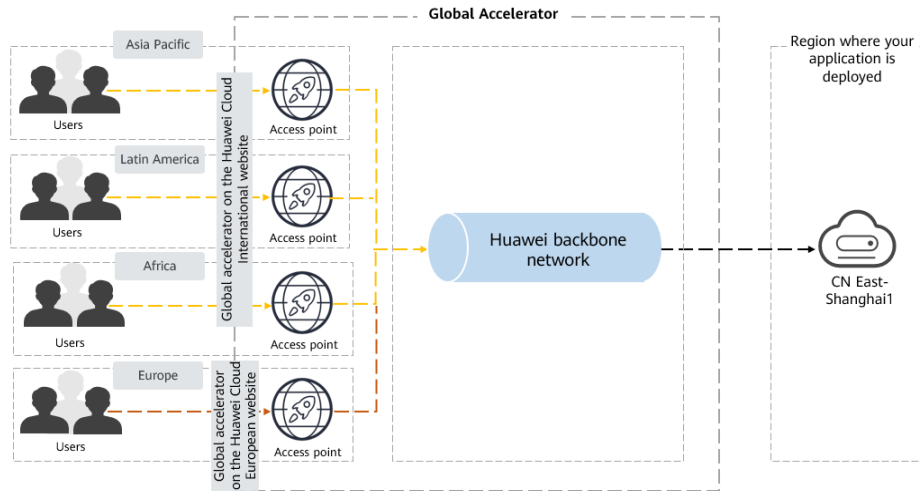 Global Accelerator
Asia Pacific
Users
Access point
Latin America
Users
Access point
Africa
Users
Access point
Europe
Users
Access point
Global accelerator on the Huawei Cloud
International website
Global accelerator
on the Huawei Cloud
European website
Huawei backbone
network
Region where your
application is
deployed
CN East-
Shanghai1